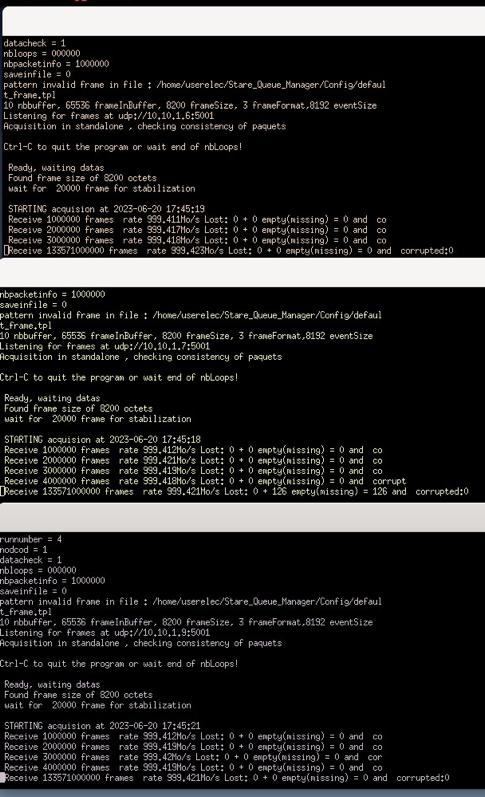 datacheck = 1
nbloops = 000000
nbpacketinfo = 1000000
saveinfile = 0
pattern invalid frame in file : /home/userelec/Stare_Queue_Manager/Config/defaul
t_frame.tpl
10 nbbuffer, 65536 frameInBuffer, 8200 frameSize, 3 frameFormat,8192 eventSize
Listening for frames at udp://10.10.1.6:5001
Acquisition in standalone , checking consistency of paquets
Ctrl-C to quit the program or wait end of nbLoops!
Ready, waiting datas
Found frame size of 8200 octets
wait for  20000 frame for stabilization
STARTING acquision at 2023-06-20 17:45:19
Receive 1000000 frames  rate 999.411Mo/s Lost: 0 + 0 empty(missing) = 0 and  co
Receive 2000000 frames  rate 999.417Mo/s Lost: 0 + 0 empty(missing) = 0 and  co
Receive 3000000 frames  rate 999.418Mo/s Lost: 0 + 0 empty(missing) = 0 and  co
Receive 133571000000 frames  rate 999.423Mo/s Lost: 0 + 0 empty(missing) = 0 and  corrupted:0
nbpacketinfo = 1000000
saveinfile = 0
pattern invalid frame in file : /home/userelec/Stare_Queue_Manager/Config/defaul
t_frame.tpl
10 nbbuffer, 65536 frameInBuffer, 8200 frameSize, 3 frameFormat,8192 eventSize
Listening for frames at udp://10.10.1.7:5001
Acquisition in standalone , checking consistency of paquets
Ctrl-C to quit the program or wait end of nbLoops!
Ready, waiting datas
Found frame size of 8200 octets
wait for  20000 frame for stabilization
STARTING acquision at 2023-06-20 17:45:18
Receive 1000000 frames  rate 999.412Mo/s Lost: 0 + 0 empty(missing) = 0 and  co
Receive 2000000 frames  rate 999.421Mo/s Lost: 0 + 0 empty(missing) = 0 and  co
Receive 3000000 frames  rate 999.419Mo/s Lost: 0 + 0 empty(missing) = 0 and  co
Receive 4000000 frames  rate 999.418Mo/s Lost: 0 + 0 empty(missing) = 0 and  corrupt
Receive 133571000000 frames  rate 999.421Mo/s Lost: 0 + 126 empty(missing) = 126 and  corrupted:0
runnumber = 4
nodcod = 1
datacheck = 1
nbloops = 000000
nbpacketinfo = 1000000
saveinfile = 0
pattern invalid frame in file : /home/userelec/Stare_Queue_Manager/Config/defaul
t_frame.tpl
10 nbbuffer, 65536 frameInBuffer, 8200 frameSize, 3 frameFormat,8192 eventSize
Listening for frames at udp://10.10.1.9:5001
Acquisition in standalone , checking consistency of paquets
Ctrl-C to quit the program or wait end of nbLoops!
Ready, waiting datas
Found frame size of 8200 octets
wait for  20000 frame for stabilization
STARTING acquision at 2023-06-20 17:45:21
Receive 1000000 frames  rate 999.412Mo/s Lost: 0 + 0 empty(missing) = 0 and  co
Receive 2000000 frames  rate 999.419Mo/s Lost: 0 + 0 empty(missing) = 0 and  co
Receive 3000000 frames  rate 999.42Mo/s Lost: 0 + 0 empty(missing) = 0 and  cor
Receive 4000000 frames  rate 999.419Mo/s Lost: 0 + 0 empty(missing) = 0 and  co
Receive 133571000000 frames  rate 999.421Mo/s Lost: 0 + 0 empty(missing) = 0 and  corrupted:0